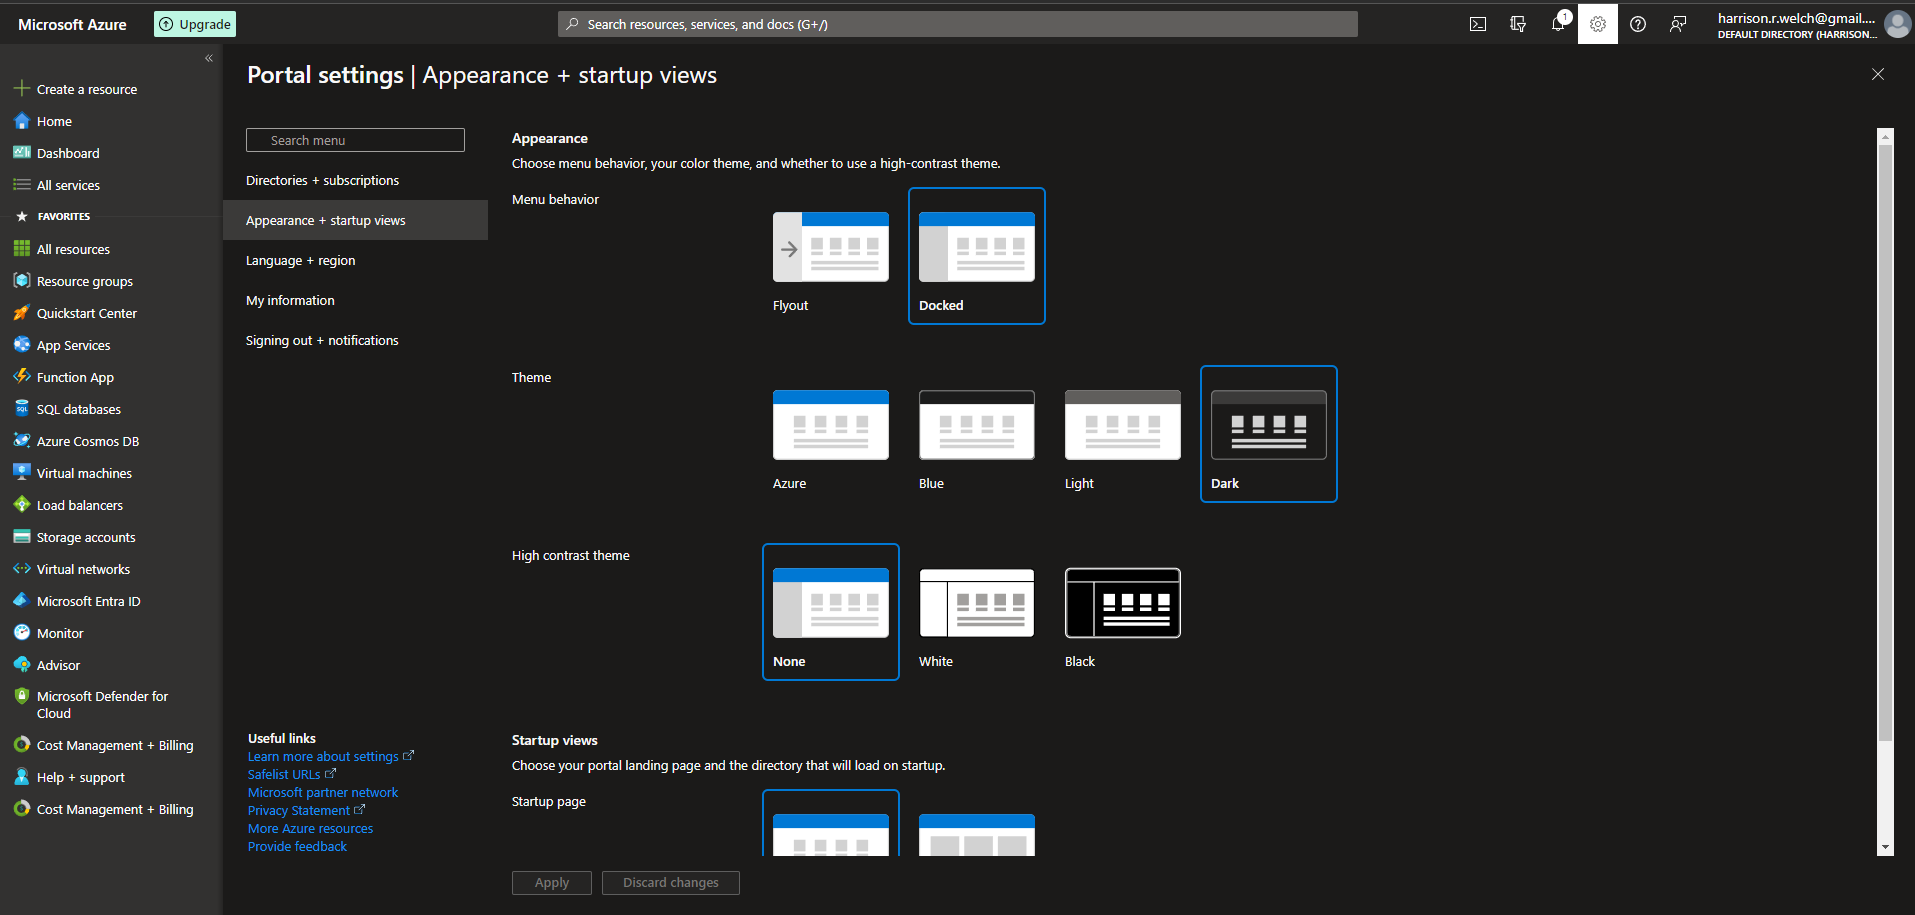 Microsoft Azure
Upgrade
Search resources, services, and docs (G+/)
1
harrison.r.welch@gmail....
DEFAULT DIRECTORY (HARRISON...
Create a resource
Home
Dashboard
All services
FAVORITES
All resources
Resource groups
Quickstart Center
App Services
Function App
SQL databases
Azure Cosmos DB
Virtual machines
Load balancers
Storage accounts
Virtual networks
Microsoft Entra ID
Monitor
Advisor
Microsoft Defender for
Cloud
Cost Management + Billing
Help + support
Cost Management + Billing
Portal settings | Appearance + startup views
Search menu
Directories + subscriptions
Appearance + startup views
Language + region
My information
Signing out + notifications
Useful links
Learn more about settings
Safelist URLs
Microsoft partner network
Privacy Statement
More Azure resources
Provide feedback
Appearance
Choose menu behavior, your color theme, and whether to use a high-contrast theme.
Menu behavior
Flyout
Docked
Theme
Azure
Blue
Light
Dark
High contrast theme
None
White
Black
Startup views
Choose your portal landing page and the directory that will load on startup.
Startup page
Apply
Discard changes